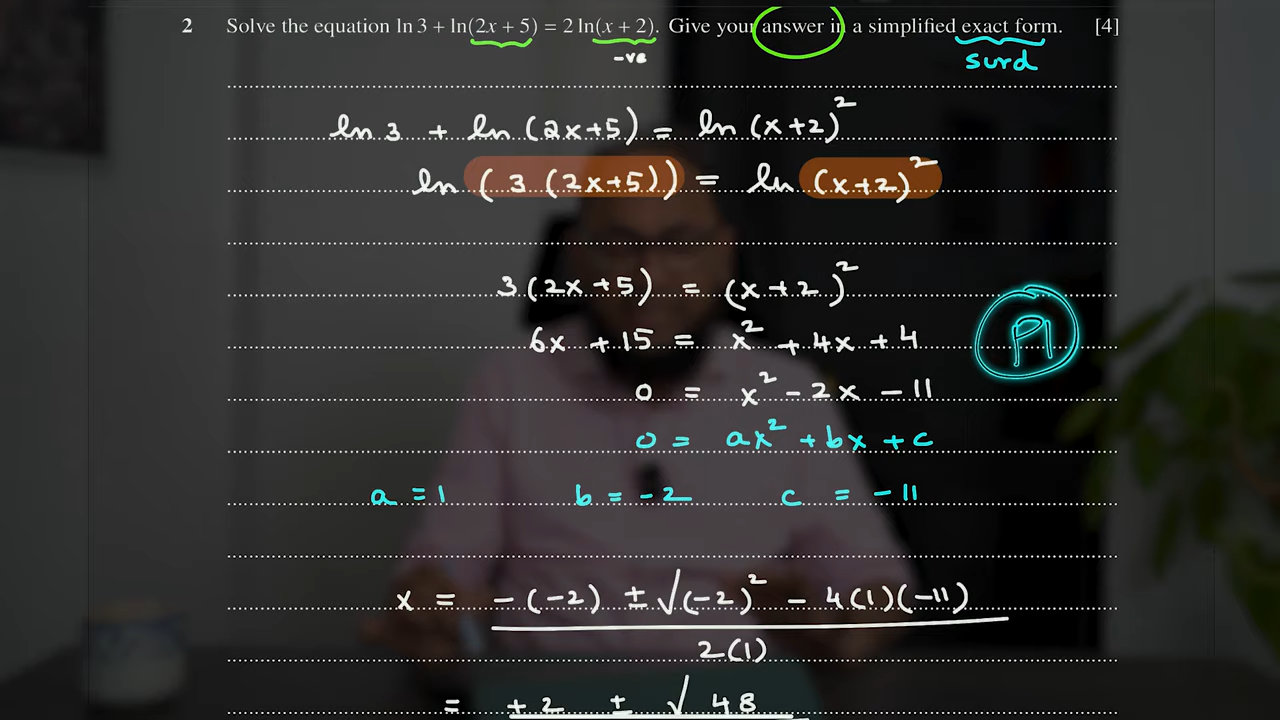 2 Solve the equation ln 3 + ln(2x + 5) = 2 ln(x + 2). Give your answer in a simplified exact form. [4]
-ve
surd
ln 3 + ln (2x+5) = ln (x+2)²
ln (3 (2x+5)) = ln (x+2)²
3(2x+5) = (x+2)²
6x + 15 = x² + 4x + 4
P1
0 = x² - 2x - 11
0 = ax² + bx + c
a = 1 b = -2 c = -11
x = -(-2) ± √(-2)² - 4(1)(-11)
2(1)
= +2 ± √48